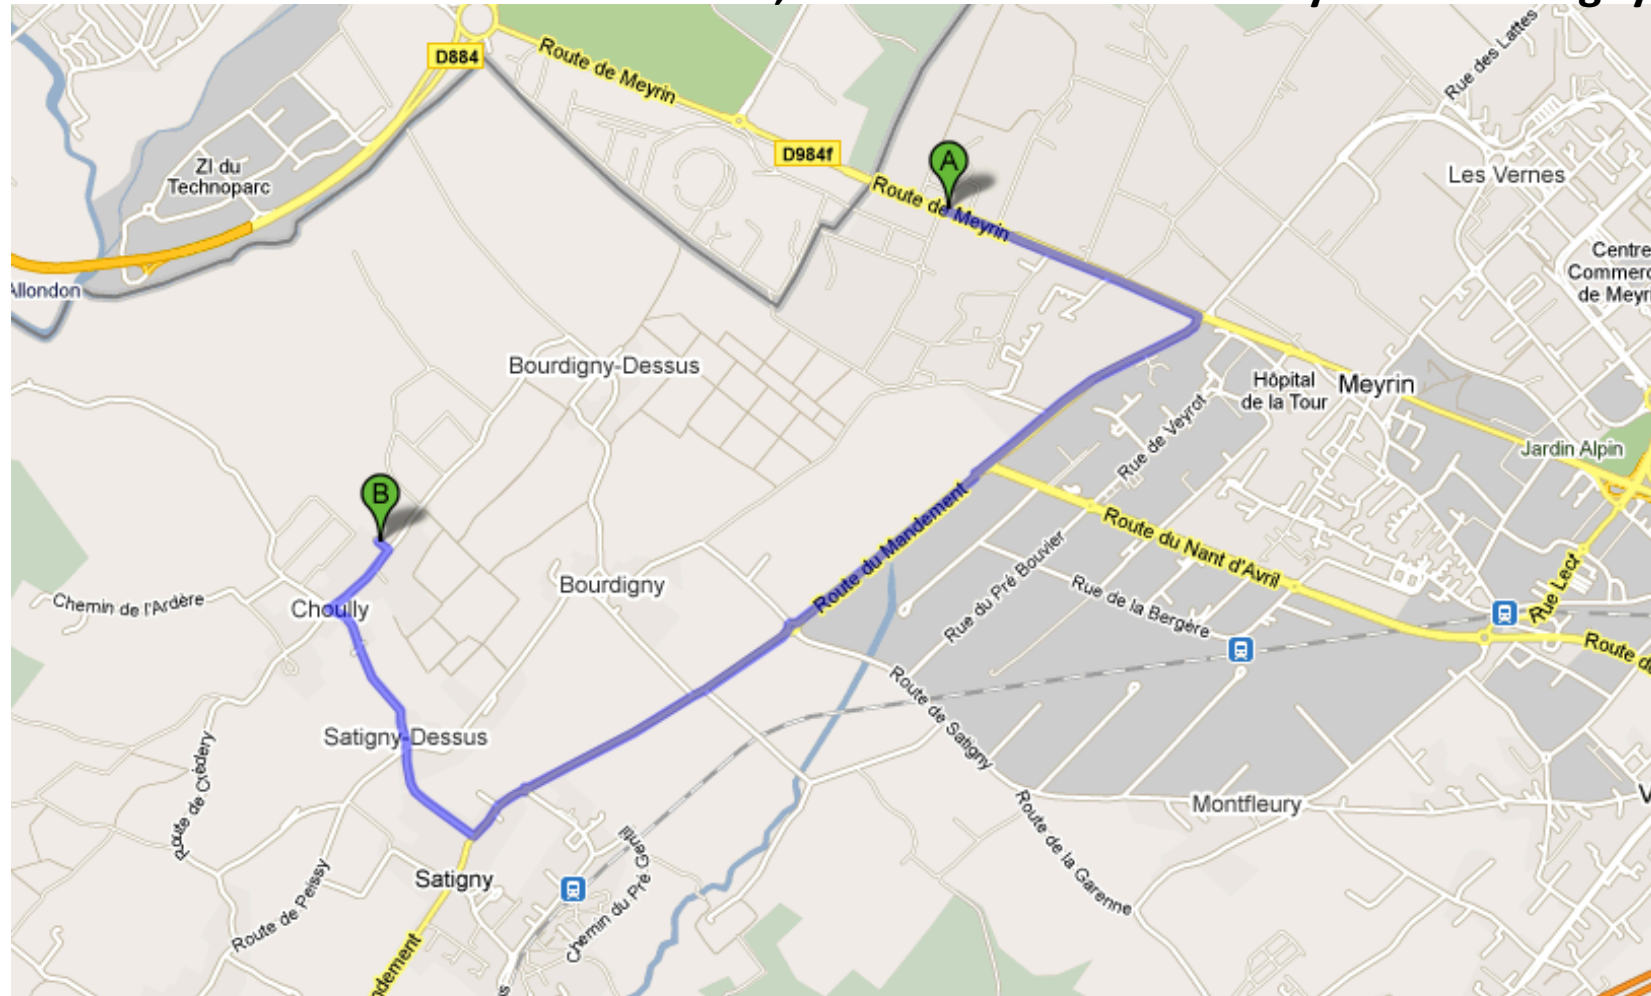 D884
Route de Meyrin
D984f
A
Route de Meyrin
Rue des Lattes
Les Vernes
ZI du
Technoparc
Centre
de Meyr
Allondon
Bourdigny-Dessus
Hôpital
de la Tour
Meyrin
Jardin Alpin
Rue de Veyrot
B
Route du Mandement
Route du Nant d'Avril
Rue du Pré Bouvier
Rue de la Bergère
Rue Lect
Bourdigny
Chemin de l'Ardère
Choully
Route de Satigny
Satigny-Dessus
Route de Crédery
Montfleury
Route de la Garenne
Chemin du Pré Gentil
Satigny
Route de Peissy
Route d